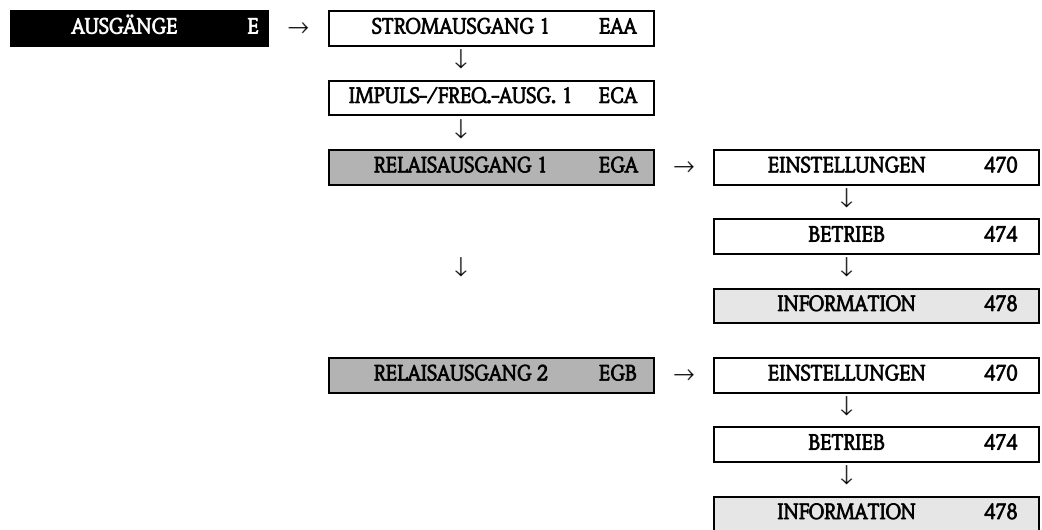 AUSGÄNGE E → STROMAUSGANG 1 EAA
↓
IMPULS-/FREQ.-AUSG. 1 ECA
↓
RELAISAUSGANG 1 EGA → EINSTELLUNGEN 470
↓
BETRIEB 474
↓ ↓
INFORMATION 478
RELAISAUSGANG 2 EGB → EINSTELLUNGEN 470
↓
BETRIEB 474
↓
INFORMATION 478